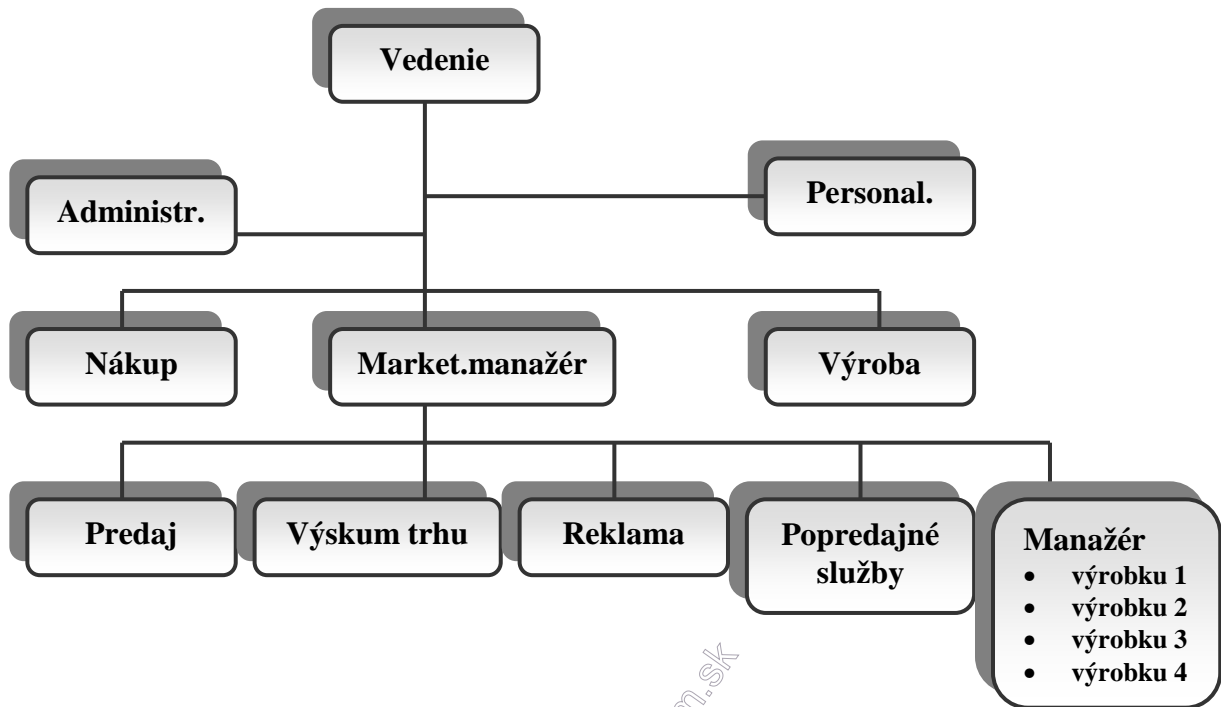 Vedenie
Administr.
Personal.
Nákup
Market.manažér
Výroba
Predaj
Výskum trhu
Reklama
Popredajné
služby
Manažér
• výrobku 1
• výrobku 2
• výrobku 3
• výrobku 4
m.sk